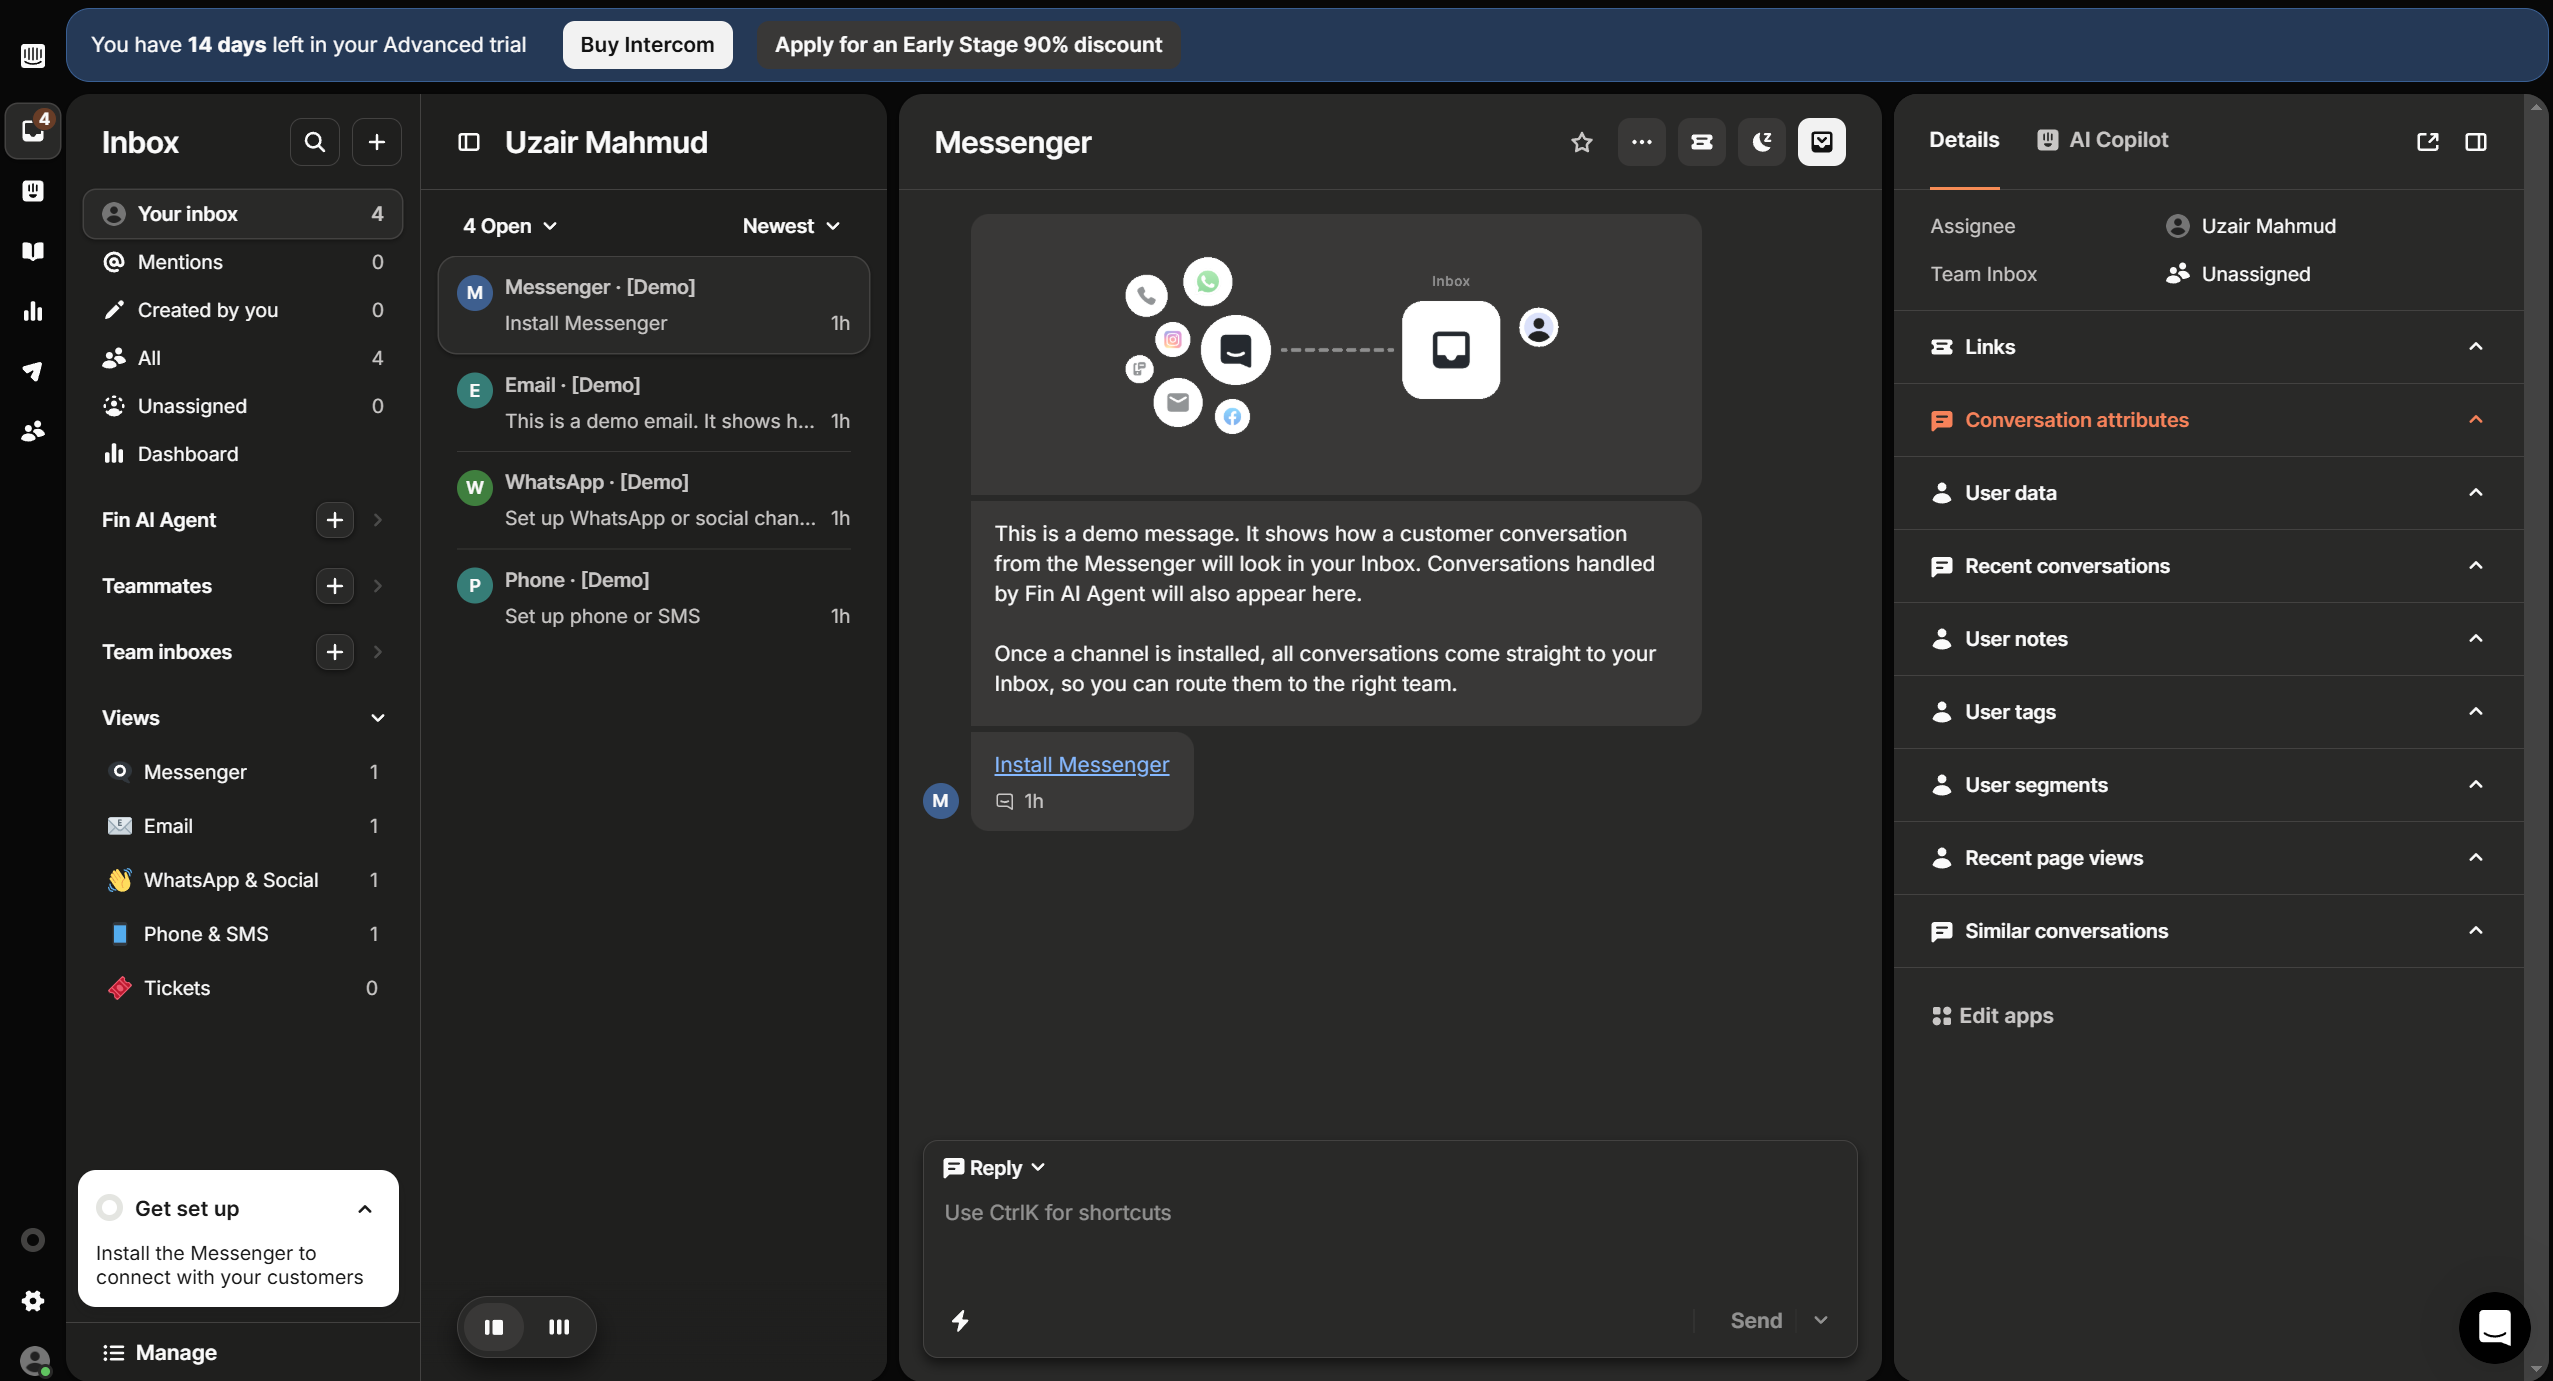 You have 14 days left in your Advanced trial
Buy Intercom
Apply for an Early Stage 90% discount
4
Inbox
Your inbox 4
Mentions 0
Created by you 0
All 4
Unassigned 0
Dashboard
Fin AI Agent
Teammates
Team inboxes
Views
Messenger 1
E
Email 1
WhatsApp & Social 1
Phone & SMS 1
Tickets 0
Get set up
Install the Messenger to
connect with your customers
Manage
Uzair Mahmud
4 Open
Newest
M
Messenger · [Demo]
Install Messenger 1h
E
Email · [Demo]
This is a demo email. It shows h... 1h
W
WhatsApp · [Demo]
Set up WhatsApp or social chan... 1h
P
Phone · [Demo]
Set up phone or SMS 1h
Messenger
Inbox
This is a demo message. It shows how a customer conversation
from the Messenger will look in your Inbox. Conversations handled
by Fin AI Agent will also appear here.
Once a channel is installed, all conversations come straight to your
Inbox, so you can route them to the right team.
Install Messenger
M
1h
Reply
Use CtrlK for shortcuts
Send
Details
AI Copilot
Assignee Uzair Mahmud
Team Inbox Unassigned
Links
Conversation attributes
User data
Recent conversations
User notes
User tags
User segments
Recent page views
Similar conversations
Edit apps